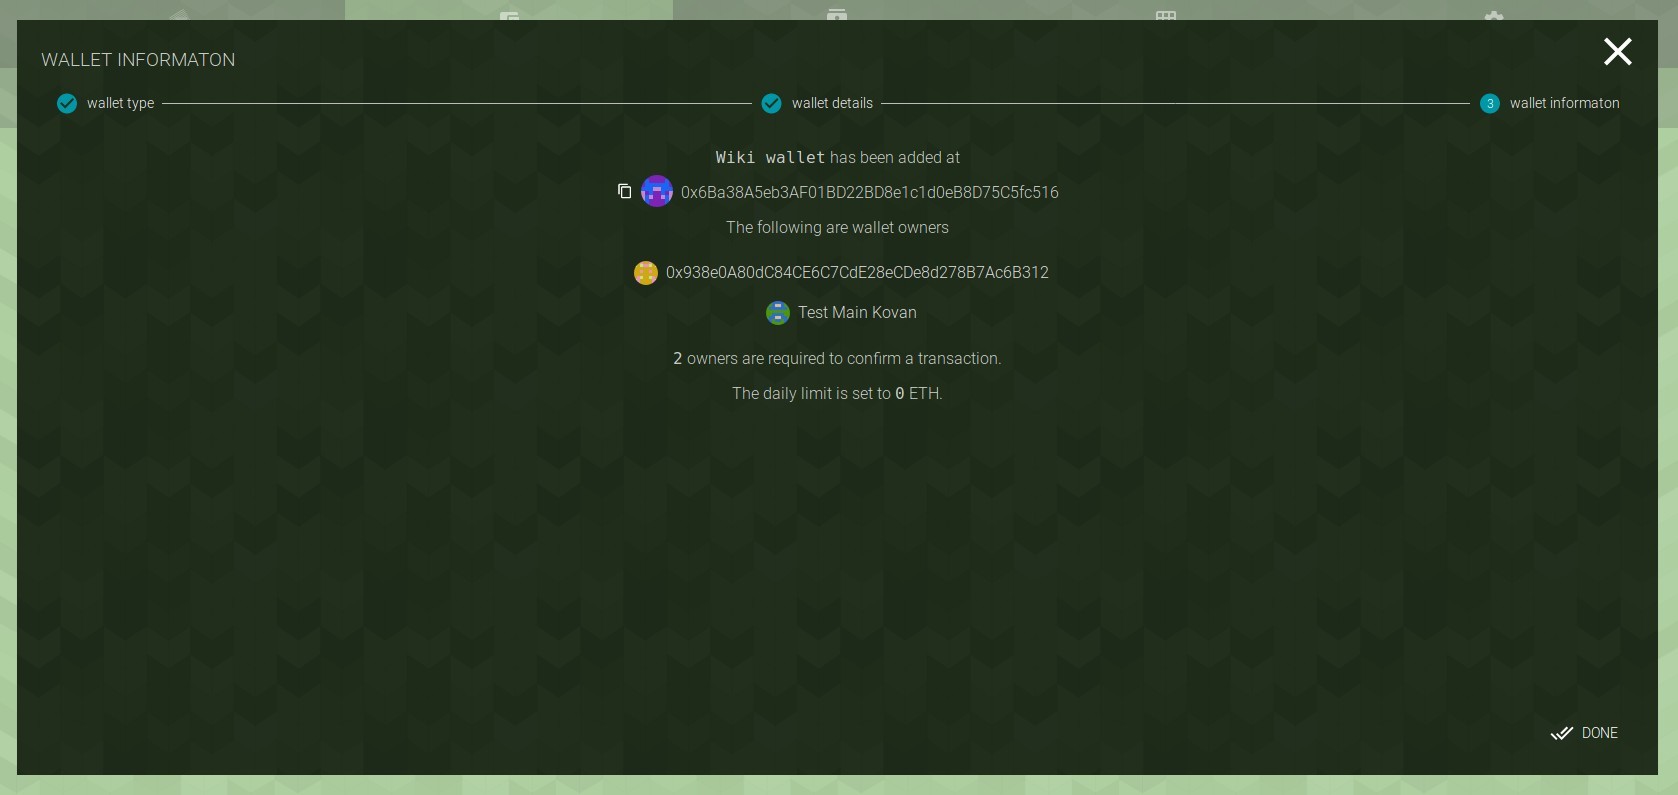 WALLET INFORMATON
wallet type
wallet details
3 wallet informaton
Wiki wallet has been added at
0x6Ba38A5eb3AF01BD22BD8e1c1d0eB8D75C5fc516
The following are wallet owners
0x938e0A80dC84CE6C7CdE28eCDe8d278B7Ac6B312
Test Main Kovan
2 owners are required to confirm a transaction.
The daily limit is set to 0 ETH.
DONE